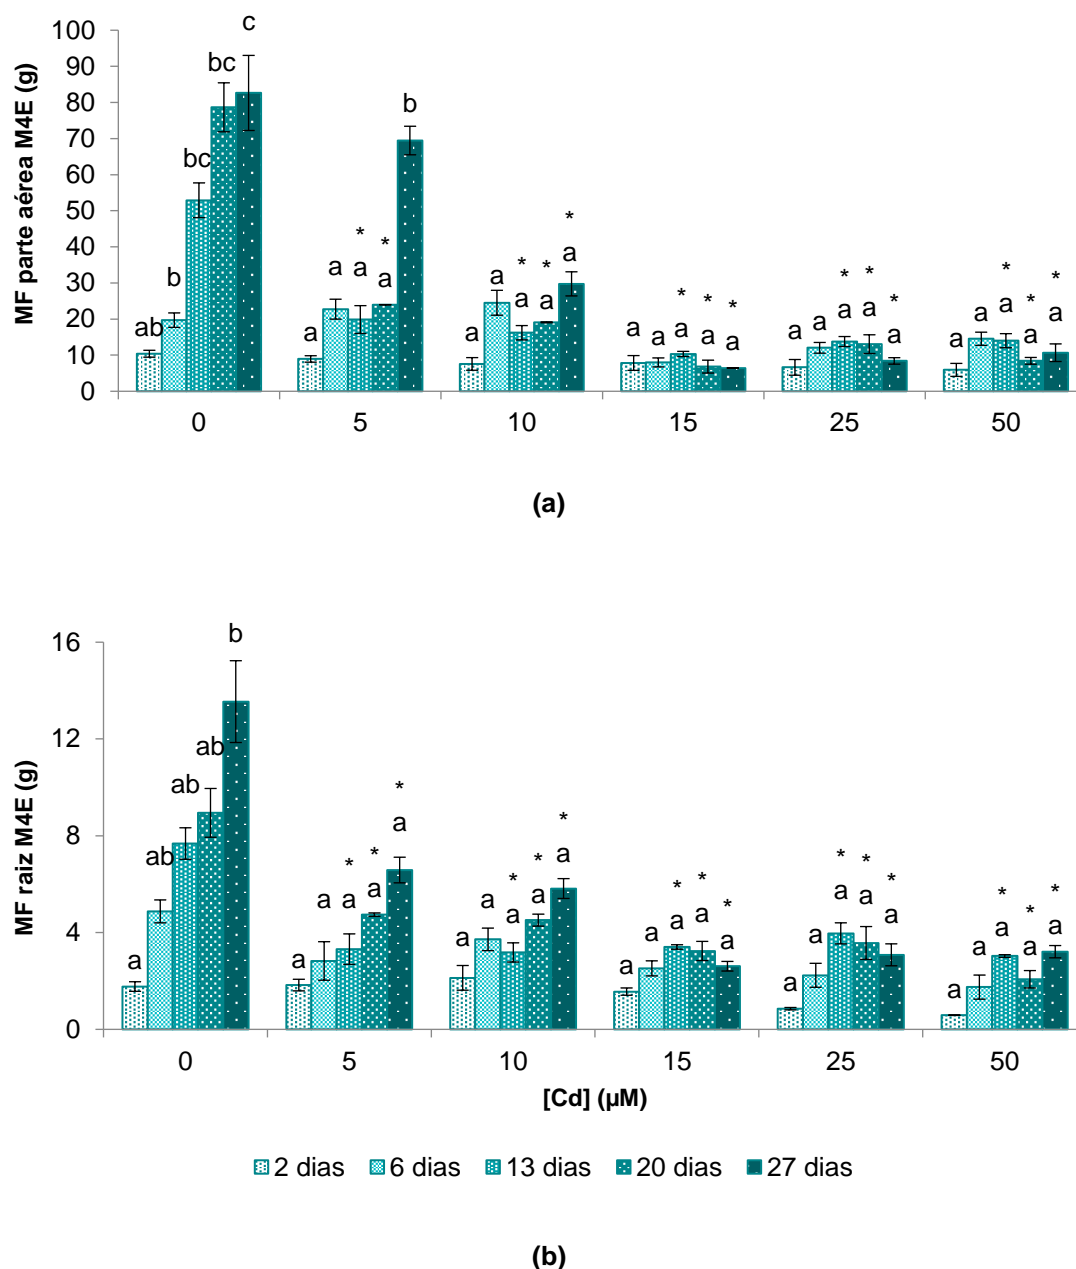 MF parte aérea M4E (g)
100
90
80
70
60
50
40
30
20
10
0
ab b bc bc c
a a a * a * b
a a a * a * a *
a a a * a * a *
a a a * a * a *
a a a * a * a *
0 5 10 15 25 50
(a)
MF raiz M4E (g)
16
12
8
4
0
a ab ab ab b
a a a * a * a *
a a a * a * a *
a a a * a * a *
a a a * a * a *
a a a * a * a *
0 5 10 15 25 50
[Cd] (µM)
2 dias 6 dias 13 dias 20 dias 27 dias
(b)